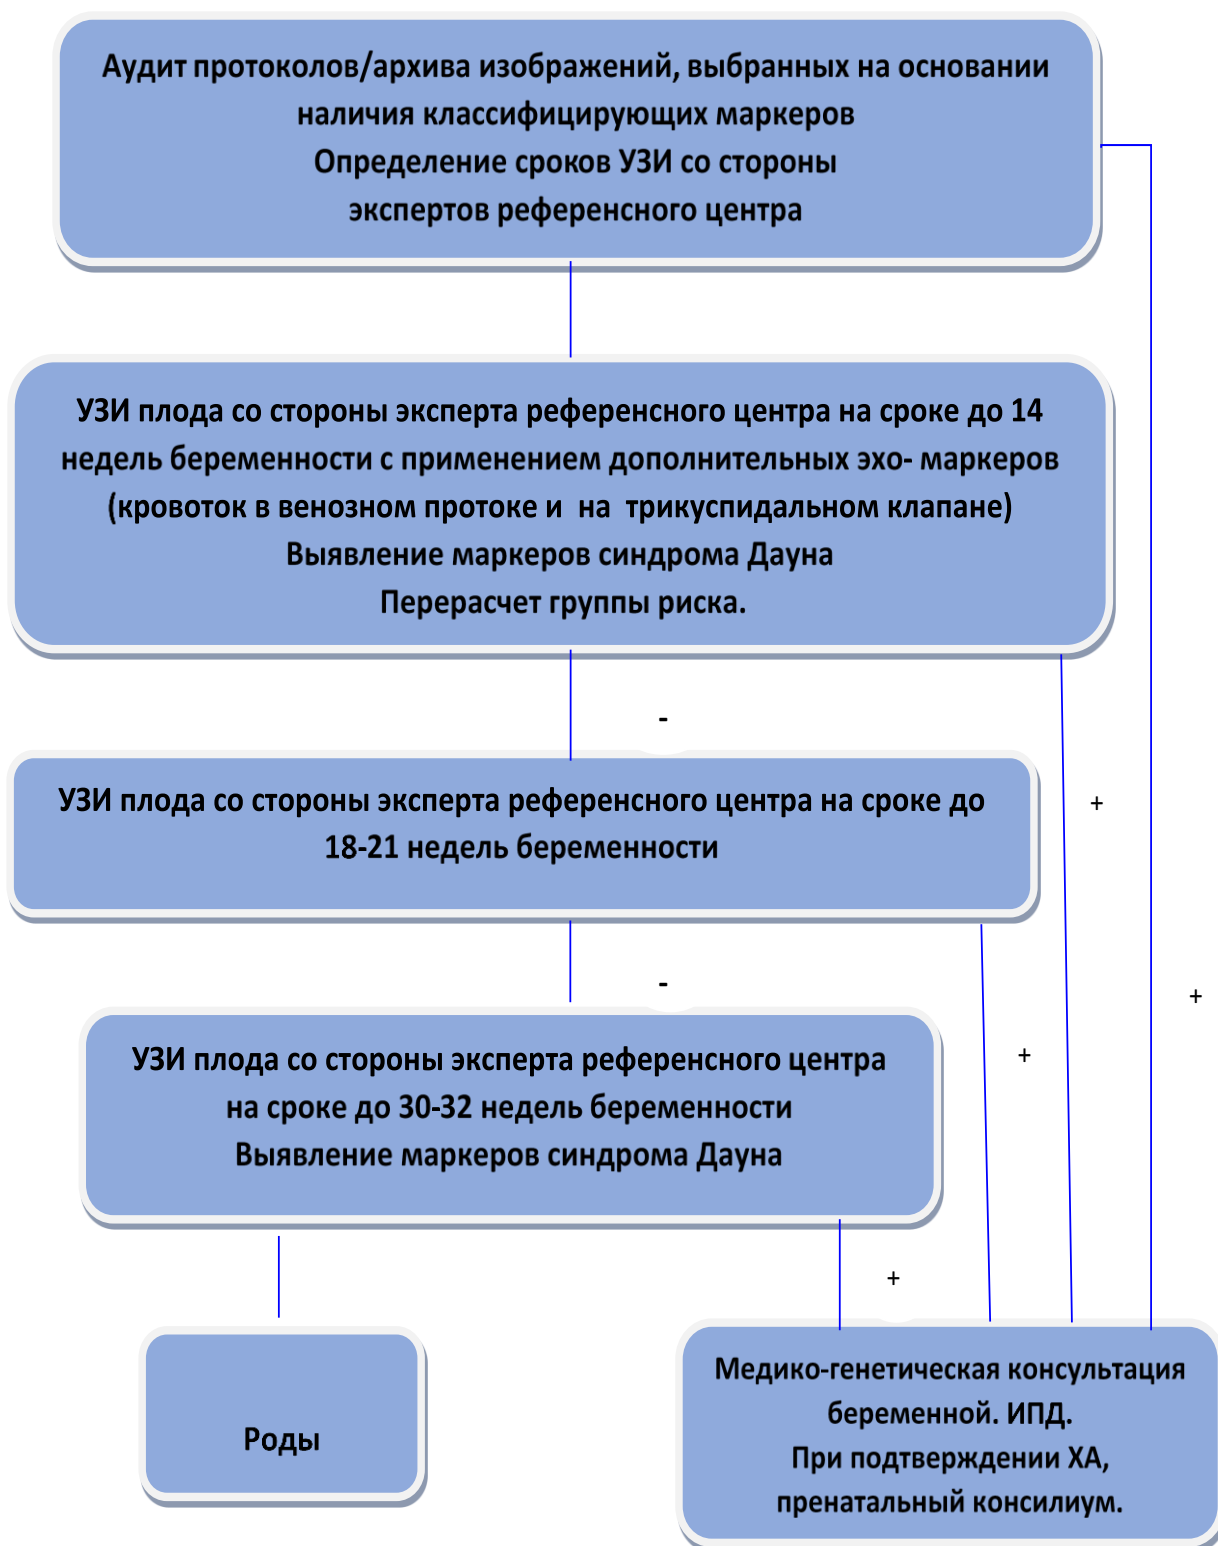 Аудит протоколов/архива изображений, выбранных на основании
наличия классифицирующих маркеров
Определение сроков УЗИ со стороны
экспертов референсного центра
УЗИ плода со стороны эксперта референсного центра на сроке до 14
недель беременности с применением дополнительных эхо- маркеров
(кровоток в венозном протоке и на трикуспидальном клапане)
Выявление маркеров синдрома Дауна
Перерасчет группы риска.
-
УЗИ плода со стороны эксперта референсного центра на сроке до
18-21 недель беременности
+
-
+
УЗИ плода со стороны эксперта референсного центра
на сроке до 30-32 недель беременности
Выявление маркеров синдрома Дауна
+
+
Роды
Медико-генетическая консультация
беременной. ИПД.
При подтверждении ХА,
пренатальный консилиум.